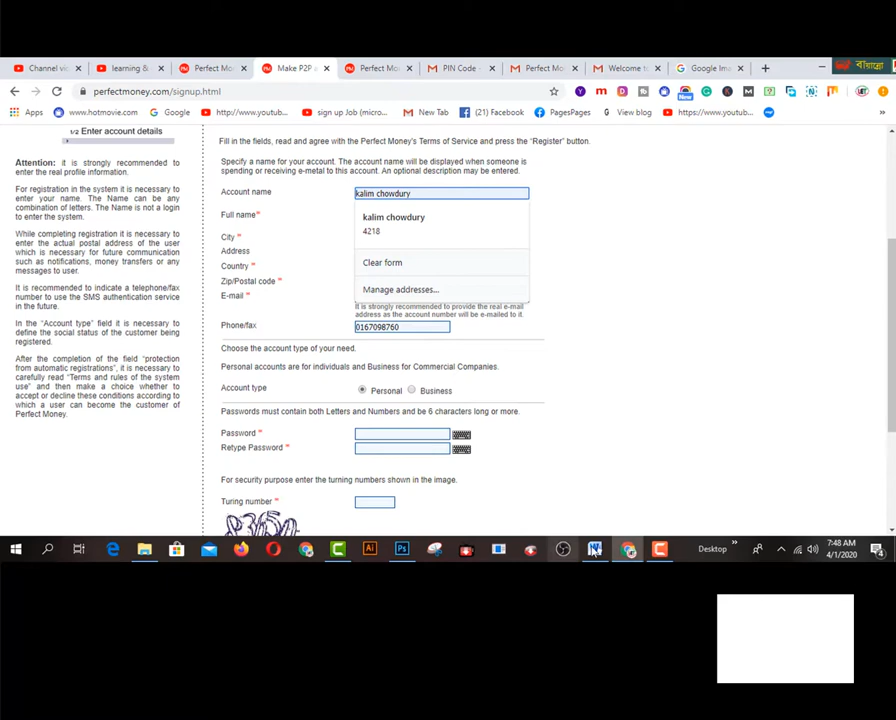 Channel vi
learning &
Perfect M
Make P2P
Perfect Mo
PIN Code -
Perfect Mo
Welcome t
Google Ima
বায়ান্নো
perfectmoney.com/signup.html
Apps
www.hotmovie.com
Google
http://www.youtub...
sign up Job (micro...
New Tab
(21) Facebook
PagesPages
View blog
https://www.youtu...
1/2 Enter account details
Attention: it is strongly recommended to
enter the real profile information.
For registration in the system it is necessary to
enter your name. The Name can be any
combination of letters. The Name is not a login
to enter the system.
While completing registration it is necessary to
enter the actual postal address of the user
which is necessary for future communication
such as notifications, money transfers or any
messages to user.
It is recommended to indicate a telephone/fax
number to use the SMS authentication service
in the future.
In the "Account type" field it is necessary to
define the social status of the customer being
registered.
After the completion of the field "protection
from automatic registrations", it is necessary to
carefully read "Terms and rules of the system
use" and then make a choice whether to
accept or decline these conditions according to
which a user can become the customer of
Perfect Money.
Fill in the fields, read and agree with the Perfect Money's Terms of Service and press the "Register" button.
Specify a name for your account. The account name will be displayed when someone is
spending or receiving e-metal to this account. An optional description may be entered.
Account name
kalim chowdury
Full name*
kalim chowdury
4218
City *
Address
Clear form
Country *
Zip/Postal code *
Manage addresses...
E-mail *
It is strongly recommended to provide the real e-mail
address as the account number will be e-mailed to it.
Phone/fax
0167098760
Choose the account type of your need.
Personal accounts are for individuals and Business for Commercial Companies.
Account type
Personal
Business
Passwords must contain both Letters and Numbers and be 6 characters long or more.
Password *
Retype Password *
For security purpose enter the turning numbers shown in the image.
Turing number *
Desktop
7:48 AM
4/1/2020